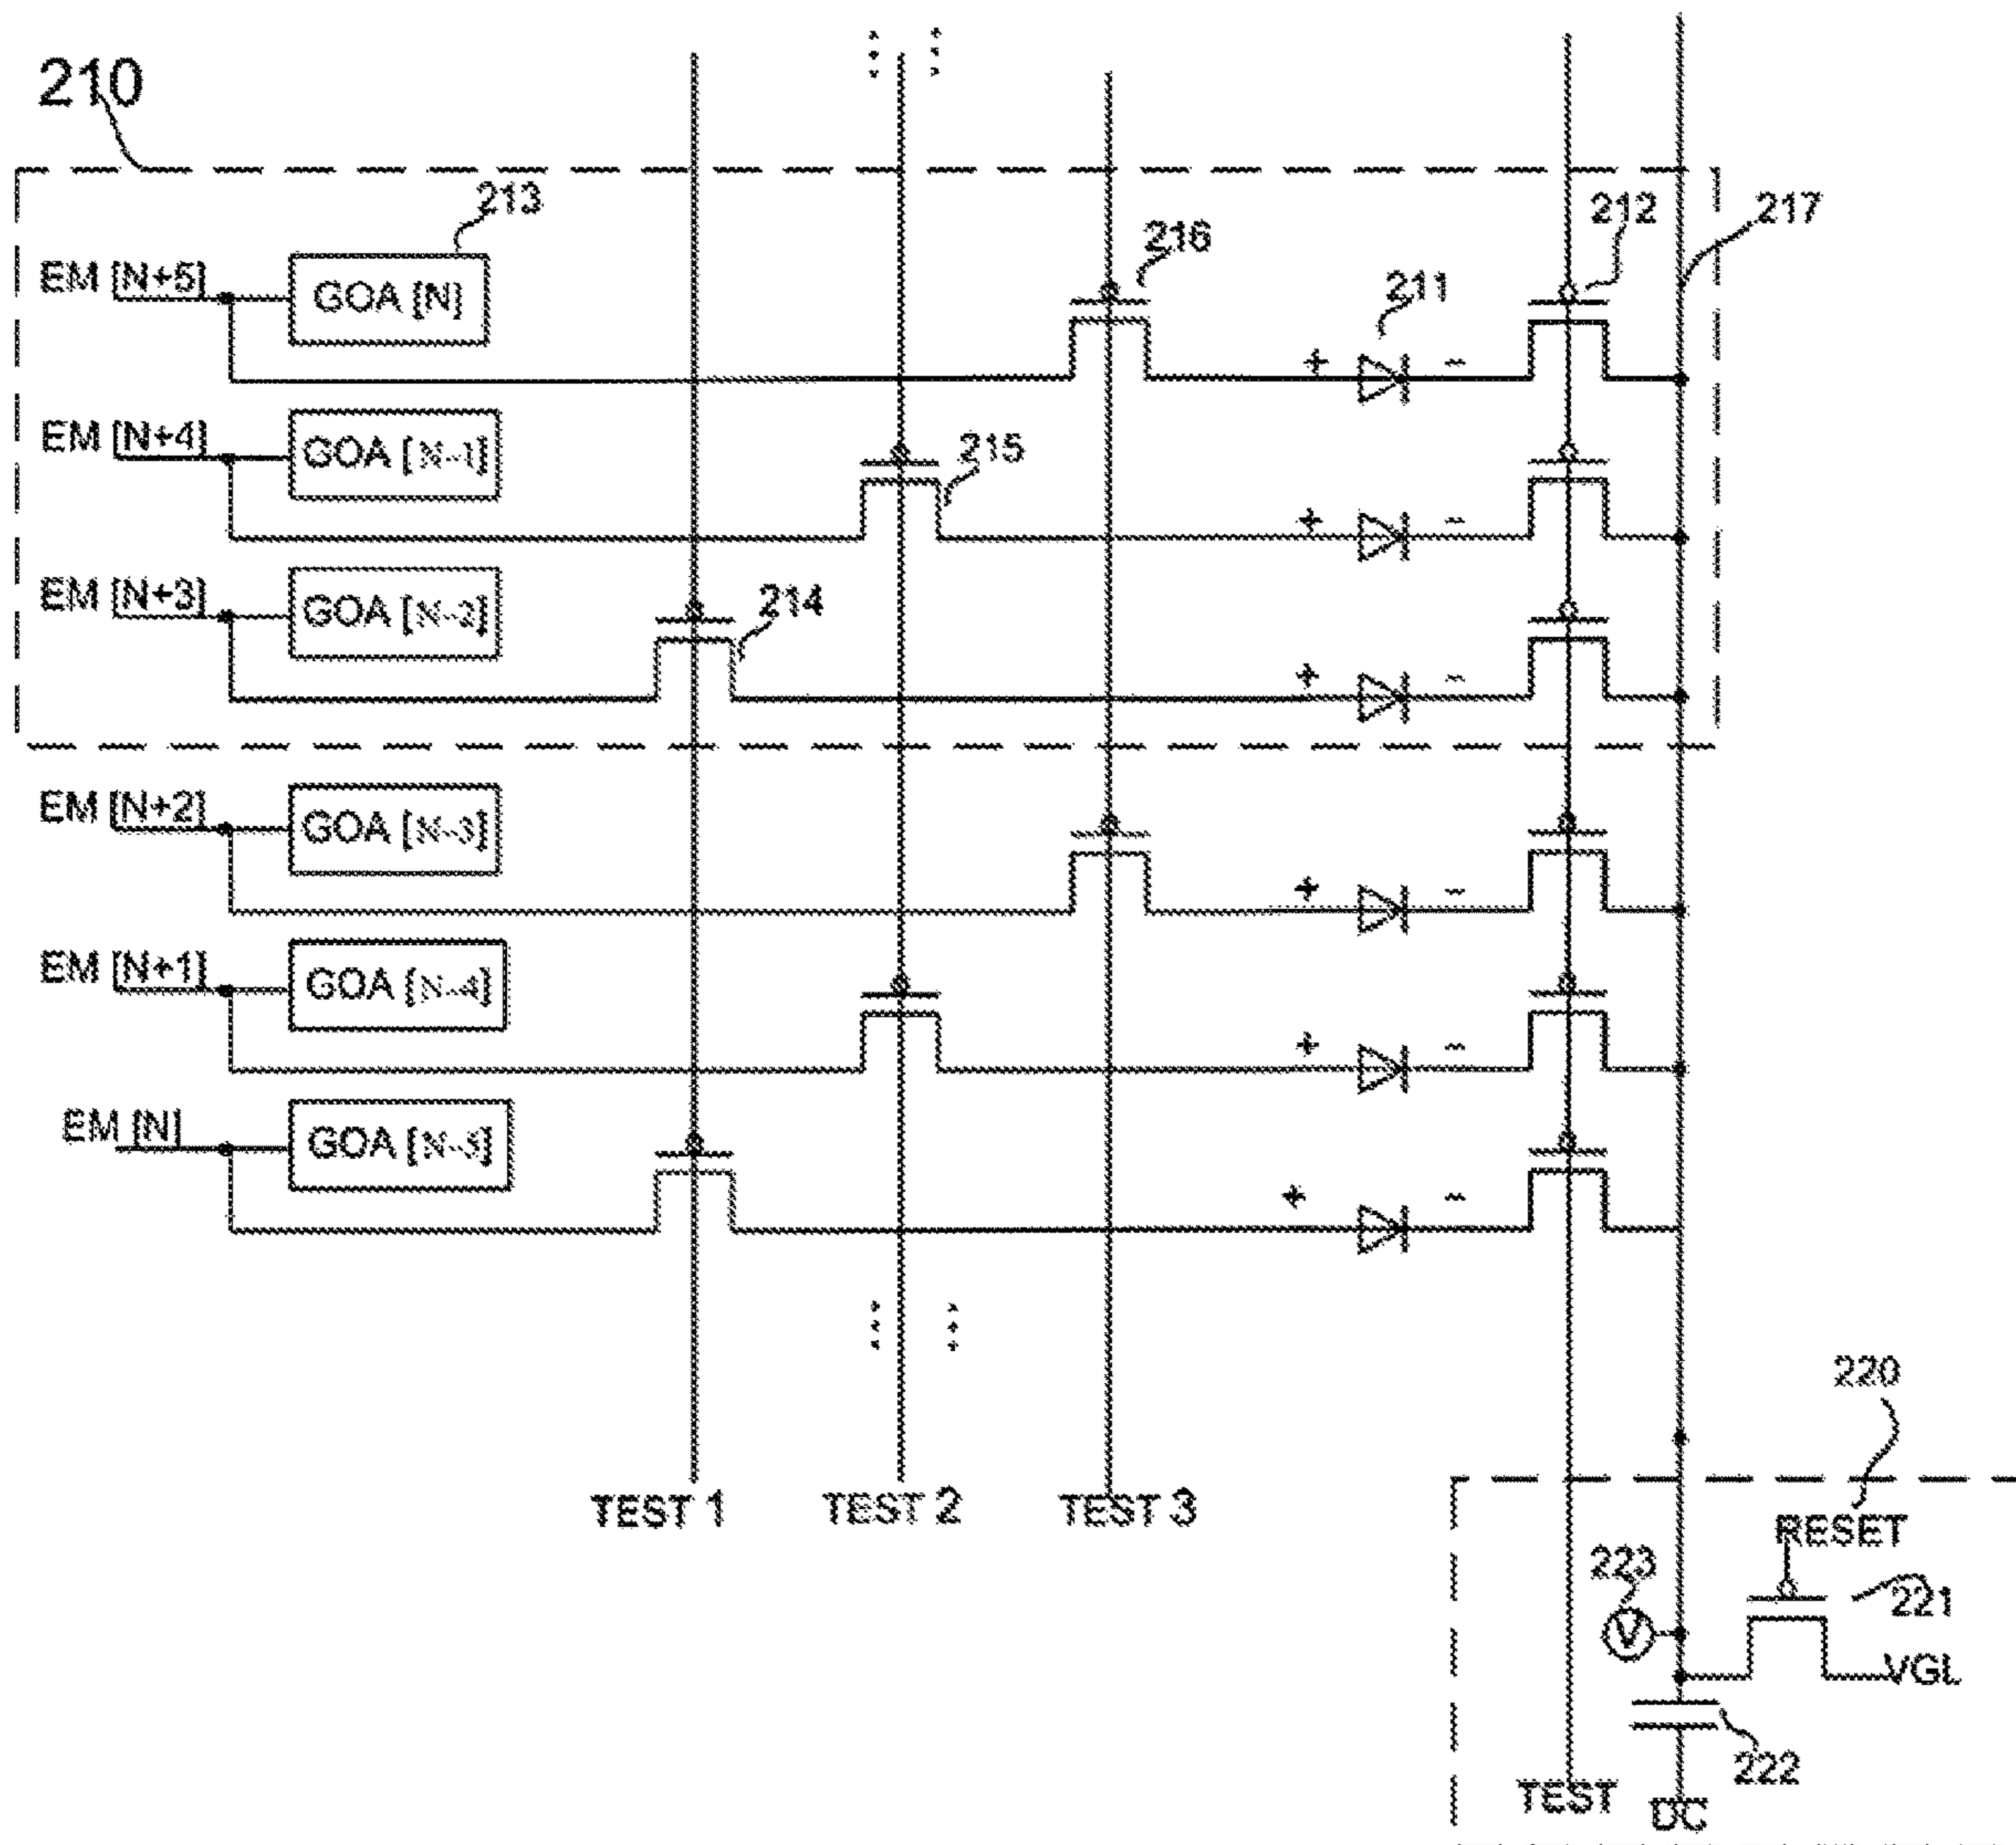 210
213
EM [N+5]
GOA [N]
216
211
212
217
+
-
EM [N+4]
GOA [N-1]
215
+
-
EM [N+3]
GOA [N-2]
214
+
-
EM [N+2]
GOA [N-3]
+
-
EM [N+1]
GOA [N-4]
+
-
EM [N]
GOA [N-5]
+
-
TEST 1
TEST 2
TEST 3
220
RESET
223
V
221
VGL
222
TEST
DC